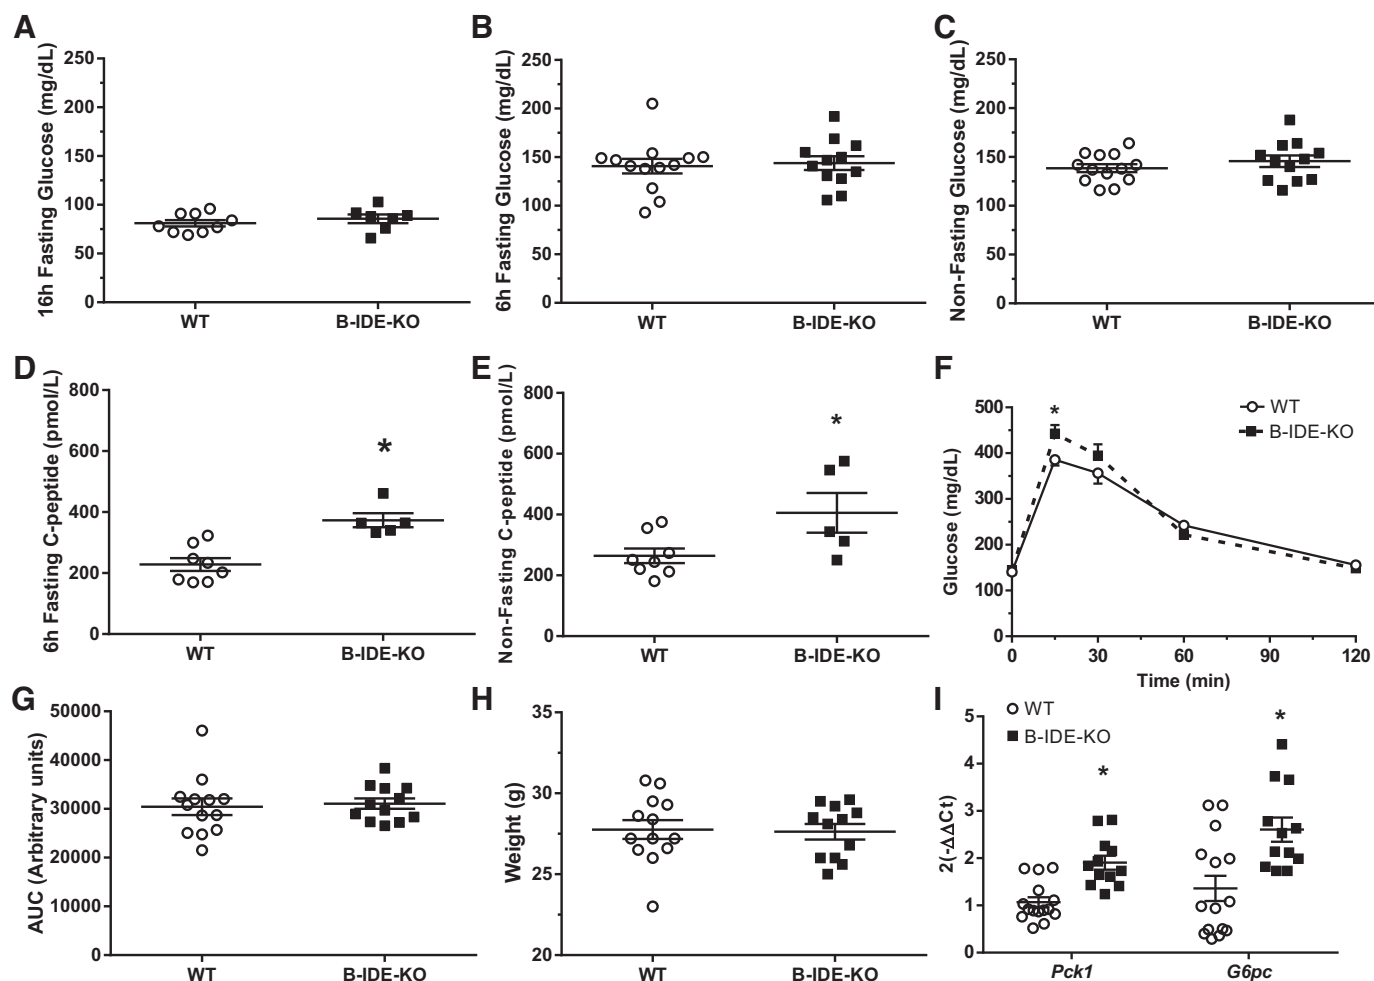 A
16h Fasting Glucose (mg/dL)
250
200
150
100
50
0
WT
B-IDE-KO
B
6h Fasting Glucose (mg/dL)
250
200
150
100
50
0
WT
B-IDE-KO
C
Non-Fasting Glucose (mg/dL)
250
200
150
100
50
0
WT
B-IDE-KO
D
6h Fasting C-peptide (pmol/L)
800
600
400
200
0
*
WT
B-IDE-KO
E
Non-Fasting C-peptide (pmol/L)
800
600
400
200
0
*
WT
B-IDE-KO
F
Glucose (mg/dL)
500
400
300
200
100
0
*
WT
B-IDE-KO
0 30 60 90 120
Time (min)
G
AUC (Arbitrary units)
50000
40000
30000
20000
10000
0
WT
B-IDE-KO
H
Weight (g)
35
30
25
20
WT
B-IDE-KO
I
2(-ΔΔCt)
WT
B-IDE-KO
5
4
3
2
1
0
*
*
Pck1
G6pc